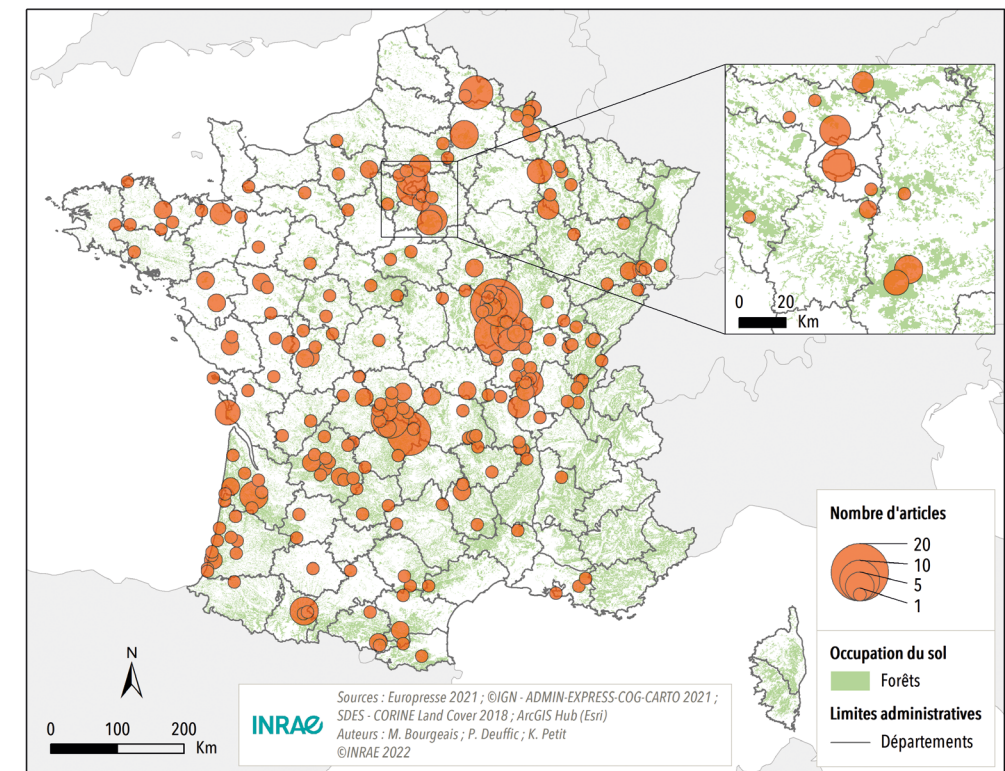 0 20
Km
Nombre d'articles
20
10
5
1
Occupation du sol
Forêts
Limites administratives
Départements
N
0 100 200
Km
INRAE
Sources : Europresse 2021 ; ©IGN - ADMIN-EXPRESS-COG-CARTO 2021 ;
SDES - CORINE Land Cover 2018 ; ArcGIS Hub (Esri)
Auteurs : M. Bourgeais ; P. Deuffic ; K. Petit
©INRAE 2022